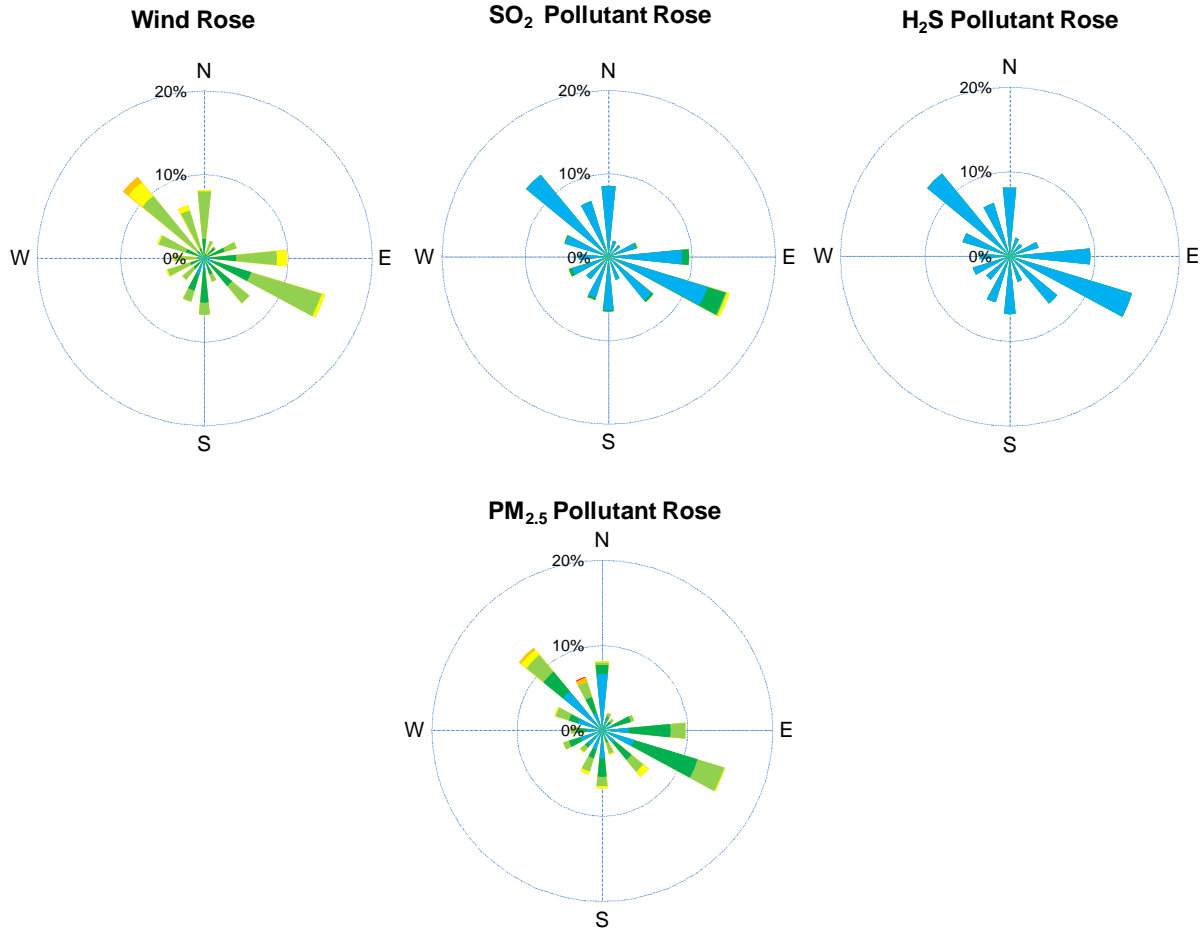 Wind Rose
N
20%
10%
0%
W
E
S
SO₂ Pollutant Rose
N
20%
10%
0%
W
E
S
H₂S Pollutant Rose
N
20%
10%
0%
W
E
S
PM₂.₅ Pollutant Rose
N
20%
10%
0%
W
E
S